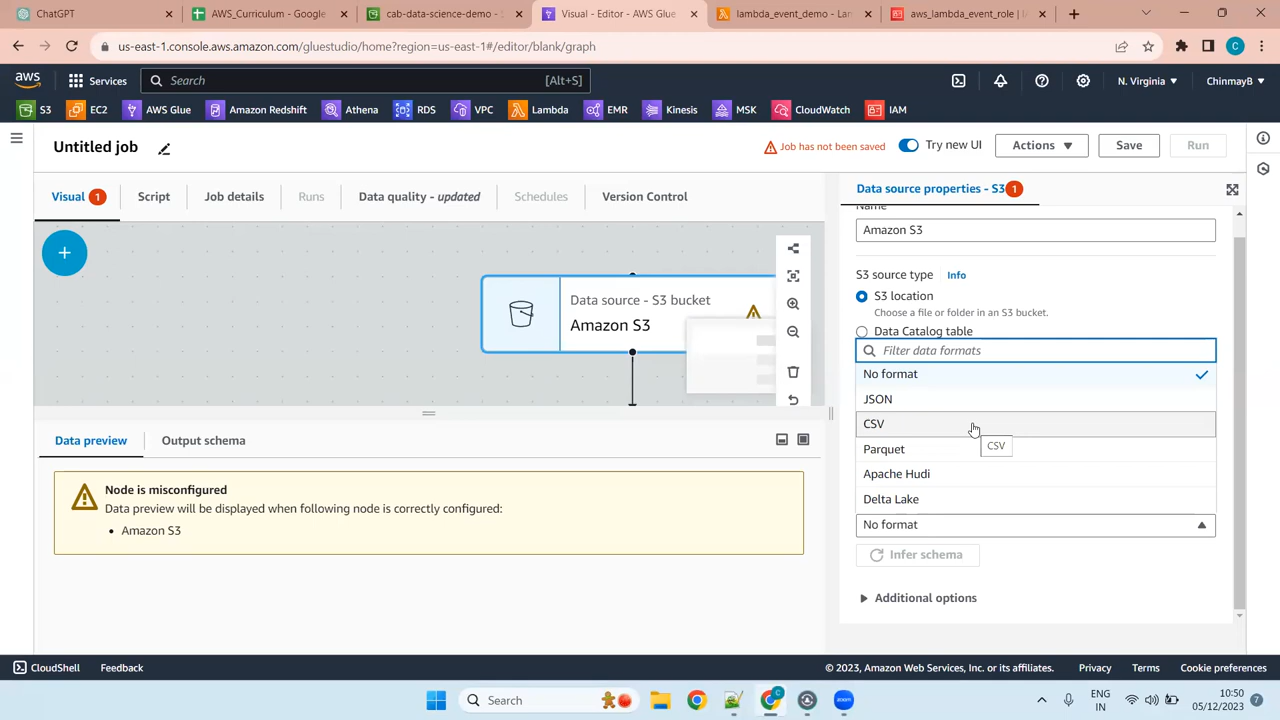 ChatGPT
AWS_Curriculum - Google
cab-data-science-demo - S
Visual - Editor - AWS Glue
lambda_event_demo - Lan
aws_lambda_event_role | I
us-east-1.console.aws.amazon.com/gluestudio/home?region=us-east-1#/editor/blank/graph
C
aws
Services
Search
[Alt+S]
N. Virginia
ChinmayB
S3
EC2
AWS Glue
Amazon Redshift
Athena
RDS
VPC
Lambda
EMR
Kinesis
MSK
CloudWatch
IAM
Untitled job
Job has not been saved
Try new UI
Actions
Save
Run
Visual 1
Script
Job details
Runs
Data quality - updated
Schedules
Version Control
Data source - S3 bucket
Amazon S3
Data preview
Output schema
Node is misconfigured
Data preview will be displayed when following node is correctly configured:
• Amazon S3
Data source properties - S3 1
Name
Amazon S3
S3 source type Info
S3 location
Choose a file or folder in an S3 bucket.
Data Catalog table
Filter data formats
No format
JSON
CSV
CSV
Parquet
Apache Hudi
Delta Lake
No format
Infer schema
Additional options
CloudShell
Feedback
© 2023, Amazon Web Services, Inc. or its affiliates.
Privacy
Terms
Cookie preferences
Search
C
zoom
ENG
IN
10:50
05/12/2023
7